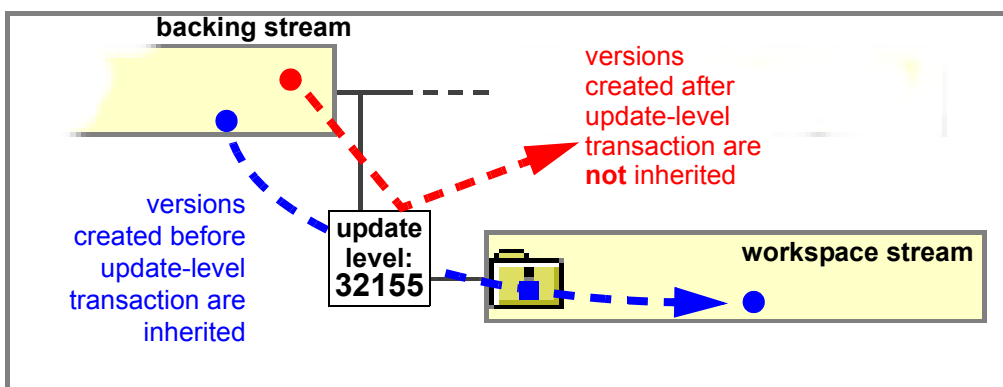 backing stream
versions
created after
update-level
transaction are
not inherited
versions
created before
update-level
transaction are
inherited
update
level:
32155
workspace stream